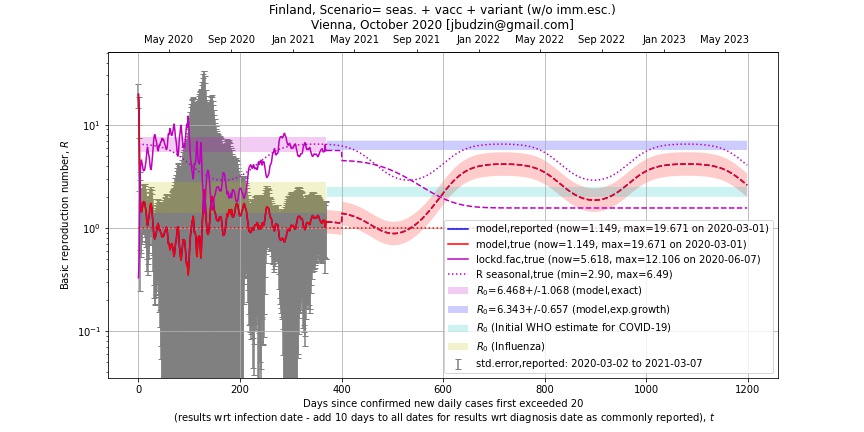 Finland, Scenario= seas. + vacc + variant (w/o imm.esc.)
Vienna, October 2020 [jbudzin@gmail.com]
May 2020 Sep 2020 Jan 2021 May 2021 Sep 2021 Jan 2022 May 2022 Sep 2022 Jan 2023 May 2023
Basic reproduction number, R
10¹
10⁰
10⁻¹
model,reported (now=1.149, max=19.671 on 2020-03-01)
model,true (now=1.149, max=19.671 on 2020-03-01)
lockd.fac,true (now=5.618, max=12.106 on 2020-06-07)
R seasonal,true (min=2.90, max=6.49)
R₀=6.468+/-1.068 (model,exact)
R₀=6.343+/-0.657 (model,exp.growth)
R₀ (Initial WHO estimate for COVID-19)
R₀ (Influenza)
std.error,reported: 2020-03-02 to 2021-03-07
0 200 400 600 800 1000 1200
Days since confirmed new daily cases first exceeded 20
(results wrt infection date - add 10 days to all dates for results wrt diagnosis date as commonly reported), t